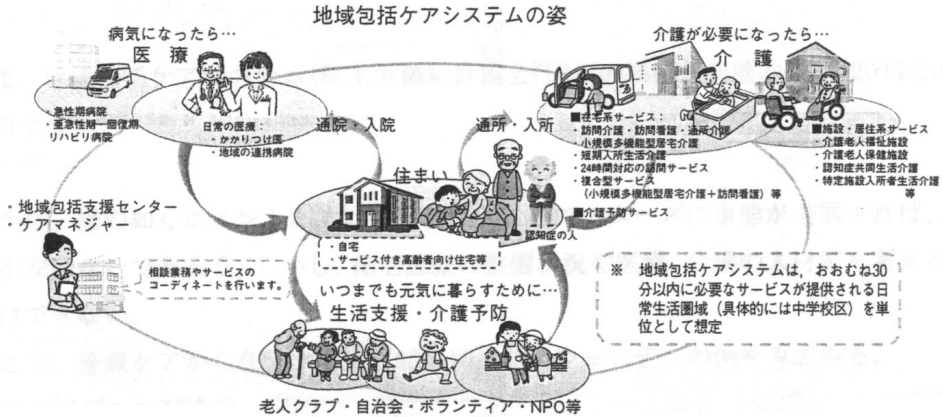 地域包括ケアシステムの姿
病気になったら…
医　療
介護が必要になったら…
介　護
・急性期病院
・亜急性期・回復期
リハビリ病院
日常の医療：
・かかりつけ医
・地域の連携病院
通院・入院
通所・入所
■在宅系サービス：
・訪問介護・訪問看護・通所介護
・小規模多機能型居宅介護
・短期入所生活介護
・24時間対応の訪問サービス
・複合型サービス
（小規模多機能型居宅介護＋訪問看護）等
■介護予防サービス
■施設・居住系サービス
・介護老人福祉施設
・介護老人保健施設
・認知症共同生活介護
・特定施設入所者生活介護
等
住まい
認知症の人
・自宅
・サービス付き高齢者向け住宅等
・地域包括支援センター
・ケアマネジャー
相談業務やサービスの
コーディネートを行います。
いつまでも元気に暮らすために…
生活支援・介護予防
※　地域包括ケアシステムは，おおむね30
分以内に必要なサービスが提供される日
常生活圏域（具体的には中学校区）を単
位として想定
老人クラブ・自治会・ボランティア・NPO等